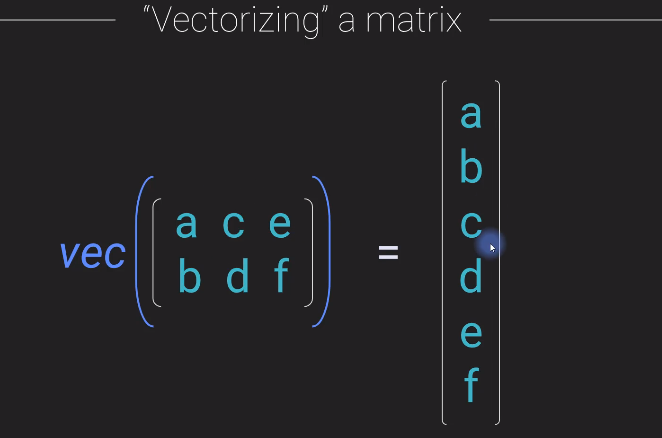 “Vectorizing” a matrix
vec ( [ a c e
b d f ] ) = [ a
b
c
d
e
f ]